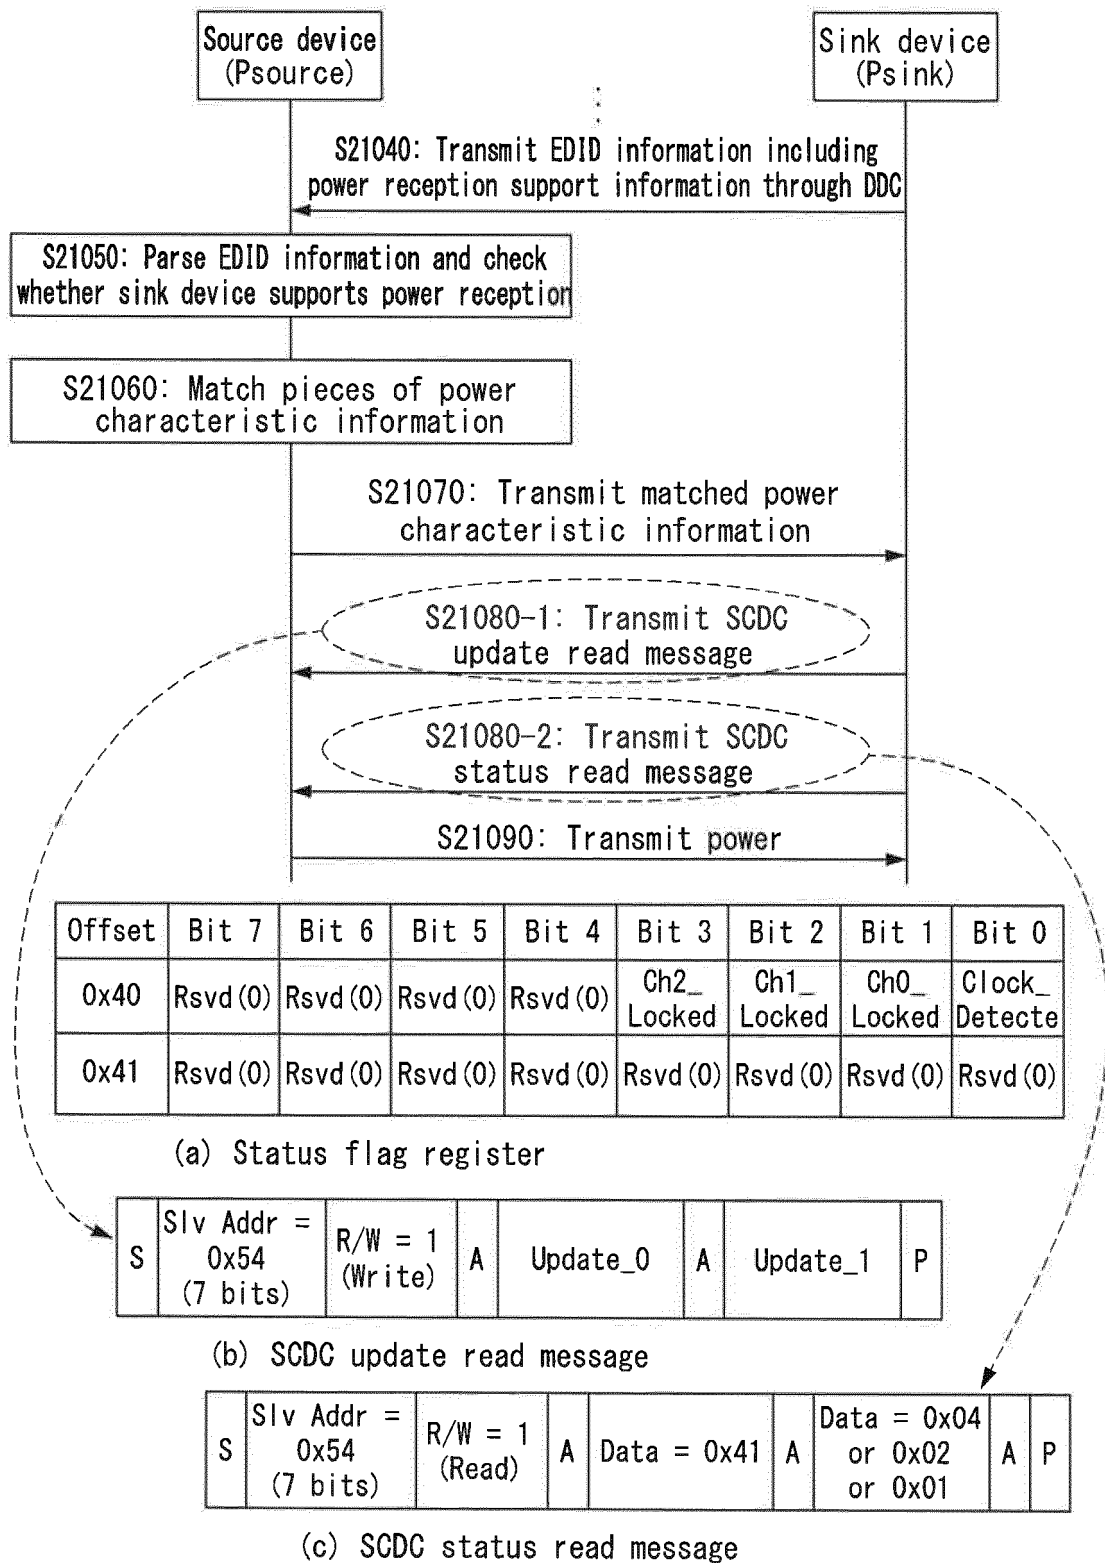 Source device
(Psource)
Sink device
(Psink)
S21040: Transmit EDID information including
power reception support information through DDC
S21050: Parse EDID information and check
whether sink device supports power reception
S21060: Match pieces of power
characteristic information
S21070: Transmit matched power
characteristic information
S21080-1: Transmit SCDC
update read message
S21080-2: Transmit SCDC
status read message
S21090: Transmit power
Offset Bit 7 Bit 6 Bit 5 Bit 4 Bit 3 Bit 2 Bit 1 Bit 0
0x40 Rsvd(0) Rsvd(0) Rsvd(0) Rsvd(0) Ch2_ Locked Ch1_ Locked Ch0_ Locked Clock_ Detecte
0x41 Rsvd(0) Rsvd(0) Rsvd(0) Rsvd(0) Rsvd(0) Rsvd(0) Rsvd(0) Rsvd(0)
(a) Status flag register
S
Slv Addr =
0x54
(7 bits)
R/W = 1
(Write)
A
Update_0
A
Update_1
P
(b) SCDC update read message
S
Slv Addr =
0x54
(7 bits)
R/W = 1
(Read)
A
Data = 0x41
A
Data = 0x04
or 0x02
or 0x01
A
P
(c) SCDC status read message